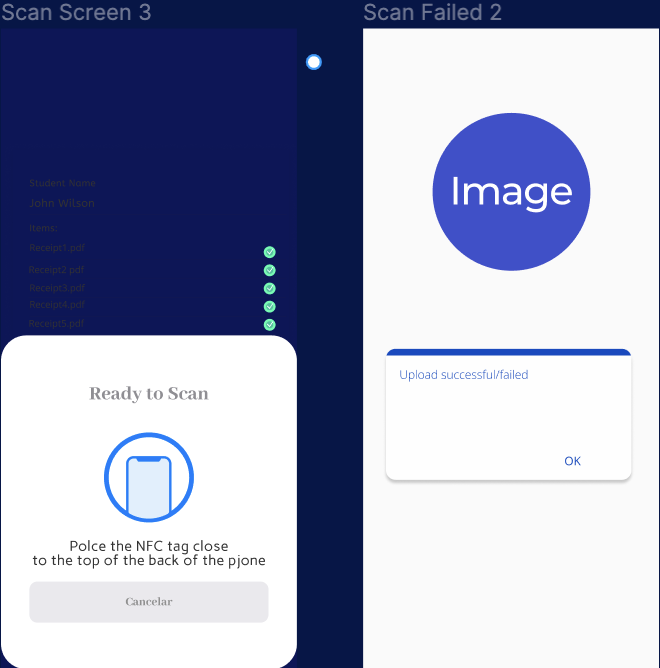 Scan Screen 3
Student Name
John Wilson
Items:
Receipt1.pdf
Receipt2.pdf
Receipt3.pdf
Receipt4.pdf
Receipt5.pdf
Ready to Scan
Polce the NFC tag close
to the top of the back of the pjone
Cancelar
Scan Failed 2
Image
Upload successful/failed
OK